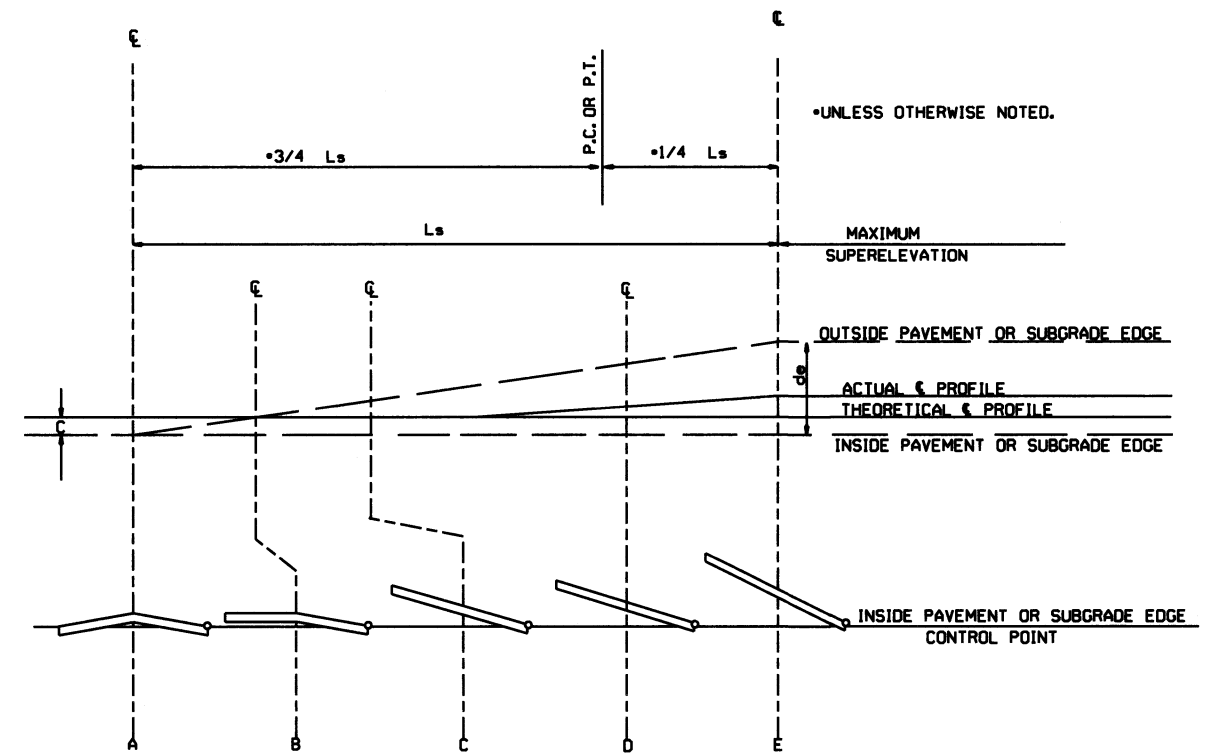 ℄
℄
P.C. OR P.T.
•UNLESS OTHERWISE NOTED.
•3/4 Ls
•1/4 Ls
Ls
MAXIMUM
SUPERELEVATION
℄
℄
℄
OUTSIDE PAVEMENT OR SUBGRADE EDGE
de
ACTUAL ℄ PROFILE
THEORETICAL ℄ PROFILE
C
INSIDE PAVEMENT OR SUBGRADE EDGE
INSIDE PAVEMENT OR SUBGRADE EDGE
CONTROL POINT
A B C D E